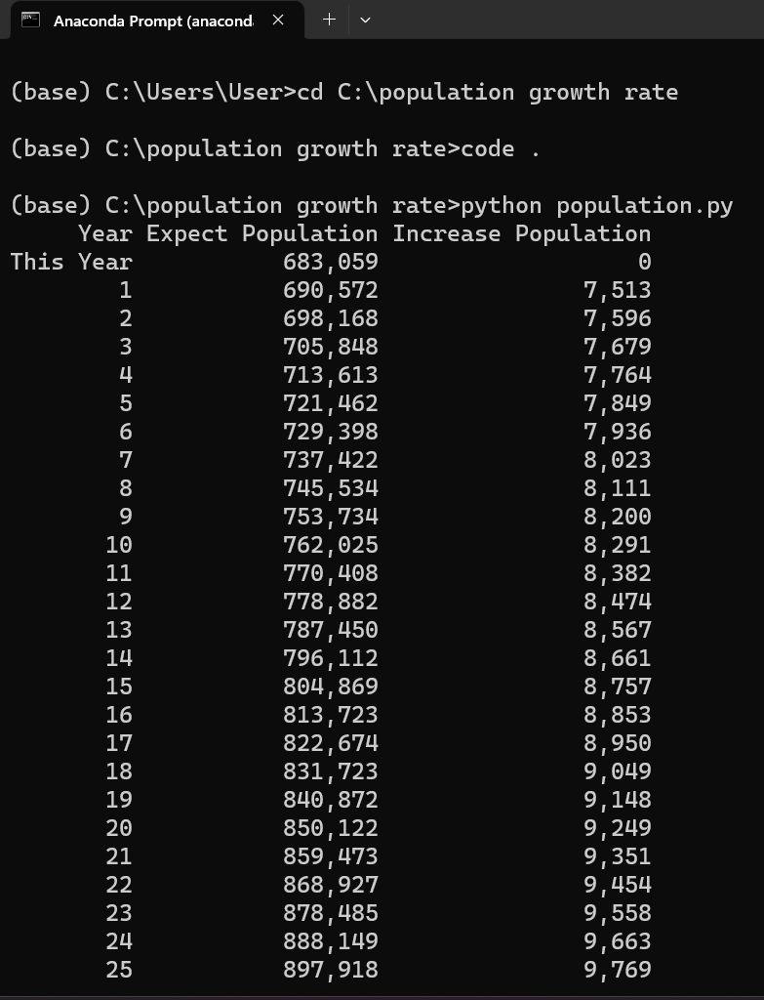 Anaconda Prompt (anacond
(base) C:\Users\User>cd C:\population growth rate
(base) C:\population growth rate>code .
(base) C:\population growth rate>python population.py
Year Expect Population Increase Population
This Year 683,059 0
1 690,572 7,513
2 698,168 7,596
3 705,848 7,679
4 713,613 7,764
5 721,462 7,849
6 729,398 7,936
7 737,422 8,023
8 745,534 8,111
9 753,734 8,200
10 762,025 8,291
11 770,408 8,382
12 778,882 8,474
13 787,450 8,567
14 796,112 8,661
15 804,869 8,757
16 813,723 8,853
17 822,674 8,950
18 831,723 9,049
19 840,872 9,148
20 850,122 9,249
21 859,473 9,351
22 868,927 9,454
23 878,485 9,558
24 888,149 9,663
25 897,918 9,769